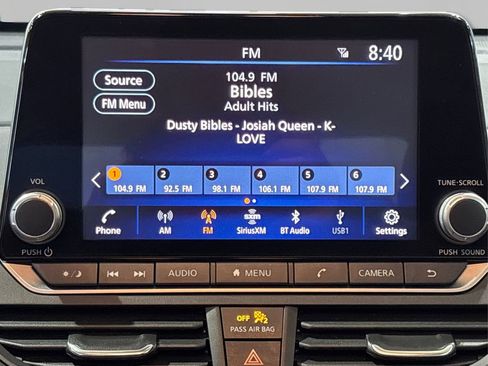 FM
8:40
Source
FM Menu
104.9 FM
Bibles
Adult Hits
Dusty Bibles - Josiah Queen - K-
LOVE
1 2 3 4 5 6
104.9 FM 92.5 FM 98.1 FM 106.1 FM 107.9 FM 107.9 FM
Phone AM FM SiriusXM BT Audio USB1 Settings
sxm
VOL
TUNE·SCROLL
PUSH
PUSH SOUND
AUDIO MENU CAMERA
OFF 2
PASS AIR BAG